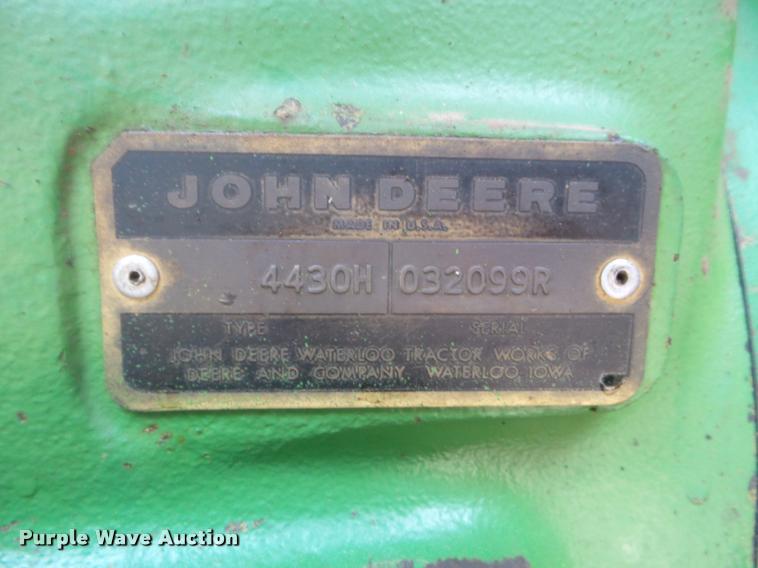 JOHN DEERE
MADE IN U.S.A.
4430H 032099R
TYPE SERIAL
JOHN DEERE WATERLOO TRACTOR WORKS OF
DEERE AND COMPANY WATERLOO, IOWA
Purple Wave Auction